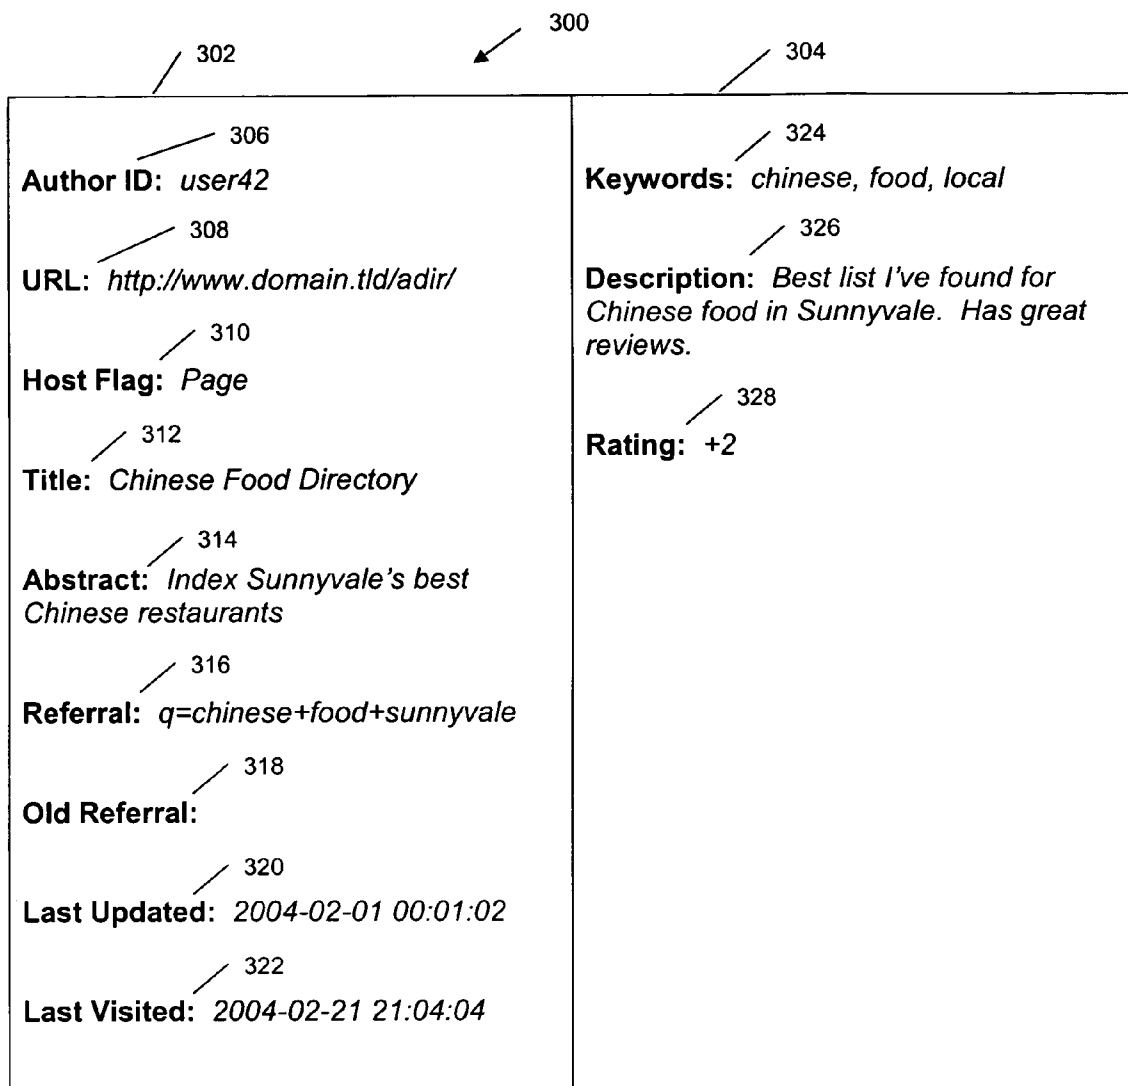 300
302
304
306
Author ID: user42
308
URL: http://www.domain.tld/adir/
310
Host Flag: Page
312
Title: Chinese Food Directory
314
Abstract: Index Sunnyvale's best
Chinese restaurants
316
Referral: q=chinese+food+sunnyvale
318
Old Referral:
320
Last Updated: 2004-02-01 00:01:02
322
Last Visited: 2004-02-21 21:04:04
324
Keywords: chinese, food, local
326
Description: Best list I've found for
Chinese food in Sunnyvale. Has great
reviews.
328
Rating: +2